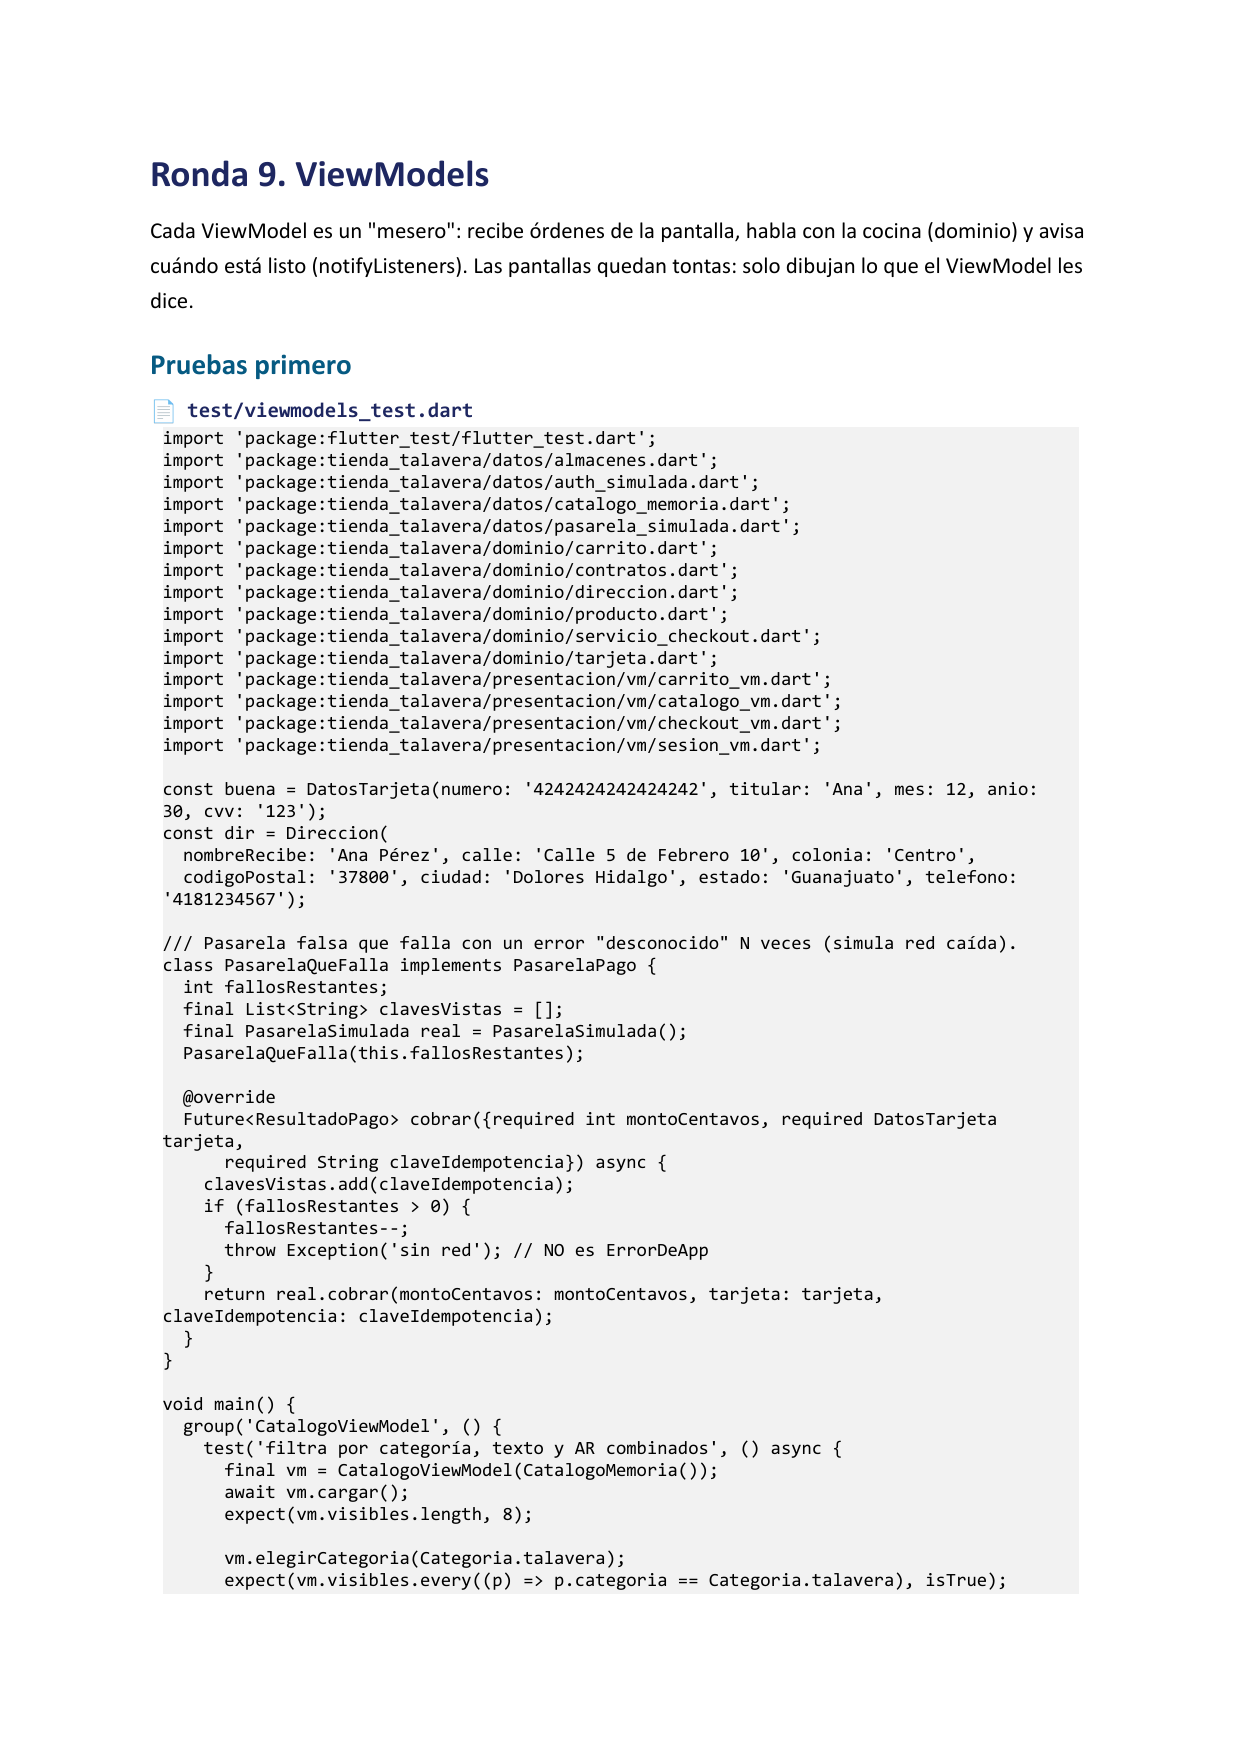 Ronda 9. ViewModels
Cada ViewModel es un "mesero": recibe órdenes de la pantalla, habla con la cocina (dominio) y avisa
cuándo está listo (notifyListeners). Las pantallas quedan tontas: solo dibujan lo que el ViewModel les
dice.
Pruebas primero
test/viewmodels_test.dart
import 'package:flutter_test/flutter_test.dart';
import 'package:tienda_talavera/datos/almacenes.dart';
import 'package:tienda_talavera/datos/auth_simulada.dart';
import 'package:tienda_talavera/datos/catalogo_memoria.dart';
import 'package:tienda_talavera/datos/pasarela_simulada.dart';
import 'package:tienda_talavera/dominio/carrito.dart';
import 'package:tienda_talavera/dominio/contratos.dart';
import 'package:tienda_talavera/dominio/direccion.dart';
import 'package:tienda_talavera/dominio/producto.dart';
import 'package:tienda_talavera/dominio/servicio_checkout.dart';
import 'package:tienda_talavera/dominio/tarjeta.dart';
import 'package:tienda_talavera/presentacion/vm/carrito_vm.dart';
import 'package:tienda_talavera/presentacion/vm/catalogo_vm.dart';
import 'package:tienda_talavera/presentacion/vm/checkout_vm.dart';
import 'package:tienda_talavera/presentacion/vm/sesion_vm.dart';

const buena = DatosTarjeta(numero: '4242424242424242', titular: 'Ana', mes: 12, anio:
30, cvv: '123');
const dir = Direccion(
  nombreRecibe: 'Ana Pérez', calle: 'Calle 5 de Febrero 10', colonia: 'Centro',
  codigoPostal: '37800', ciudad: 'Dolores Hidalgo', estado: 'Guanajuato', telefono:
'4181234567');

/// Pasarela falsa que falla con un error "desconocido" N veces (simula red caída).
class PasarelaQueFalla implements PasarelaPago {
  int fallosRestantes;
  final List<String> clavesVistas = [];
  final PasarelaSimulada real = PasarelaSimulada();
  PasarelaQueFalla(this.fallosRestantes);

  @override
  Future<ResultadoPago> cobrar({required int montoCentavos, required DatosTarjeta
tarjeta,
      required String claveIdempotencia}) async {
    clavesVistas.add(claveIdempotencia);
    if (fallosRestantes > 0) {
      fallosRestantes--;
      throw Exception('sin red'); // NO es ErrorDeApp
    }
    return real.cobrar(montoCentavos: montoCentavos, tarjeta: tarjeta,
claveIdempotencia: claveIdempotencia);
  }
}

void main() {
  group('CatalogoViewModel', () {
    test('filtra por categoría, texto y AR combinados', () async {
      final vm = CatalogoViewModel(CatalogoMemoria());
      await vm.cargar();
      expect(vm.visibles.length, 8);

      vm.elegirCategoria(Categoria.talavera);
      expect(vm.visibles.every((p) => p.categoria == Categoria.talavera), isTrue);